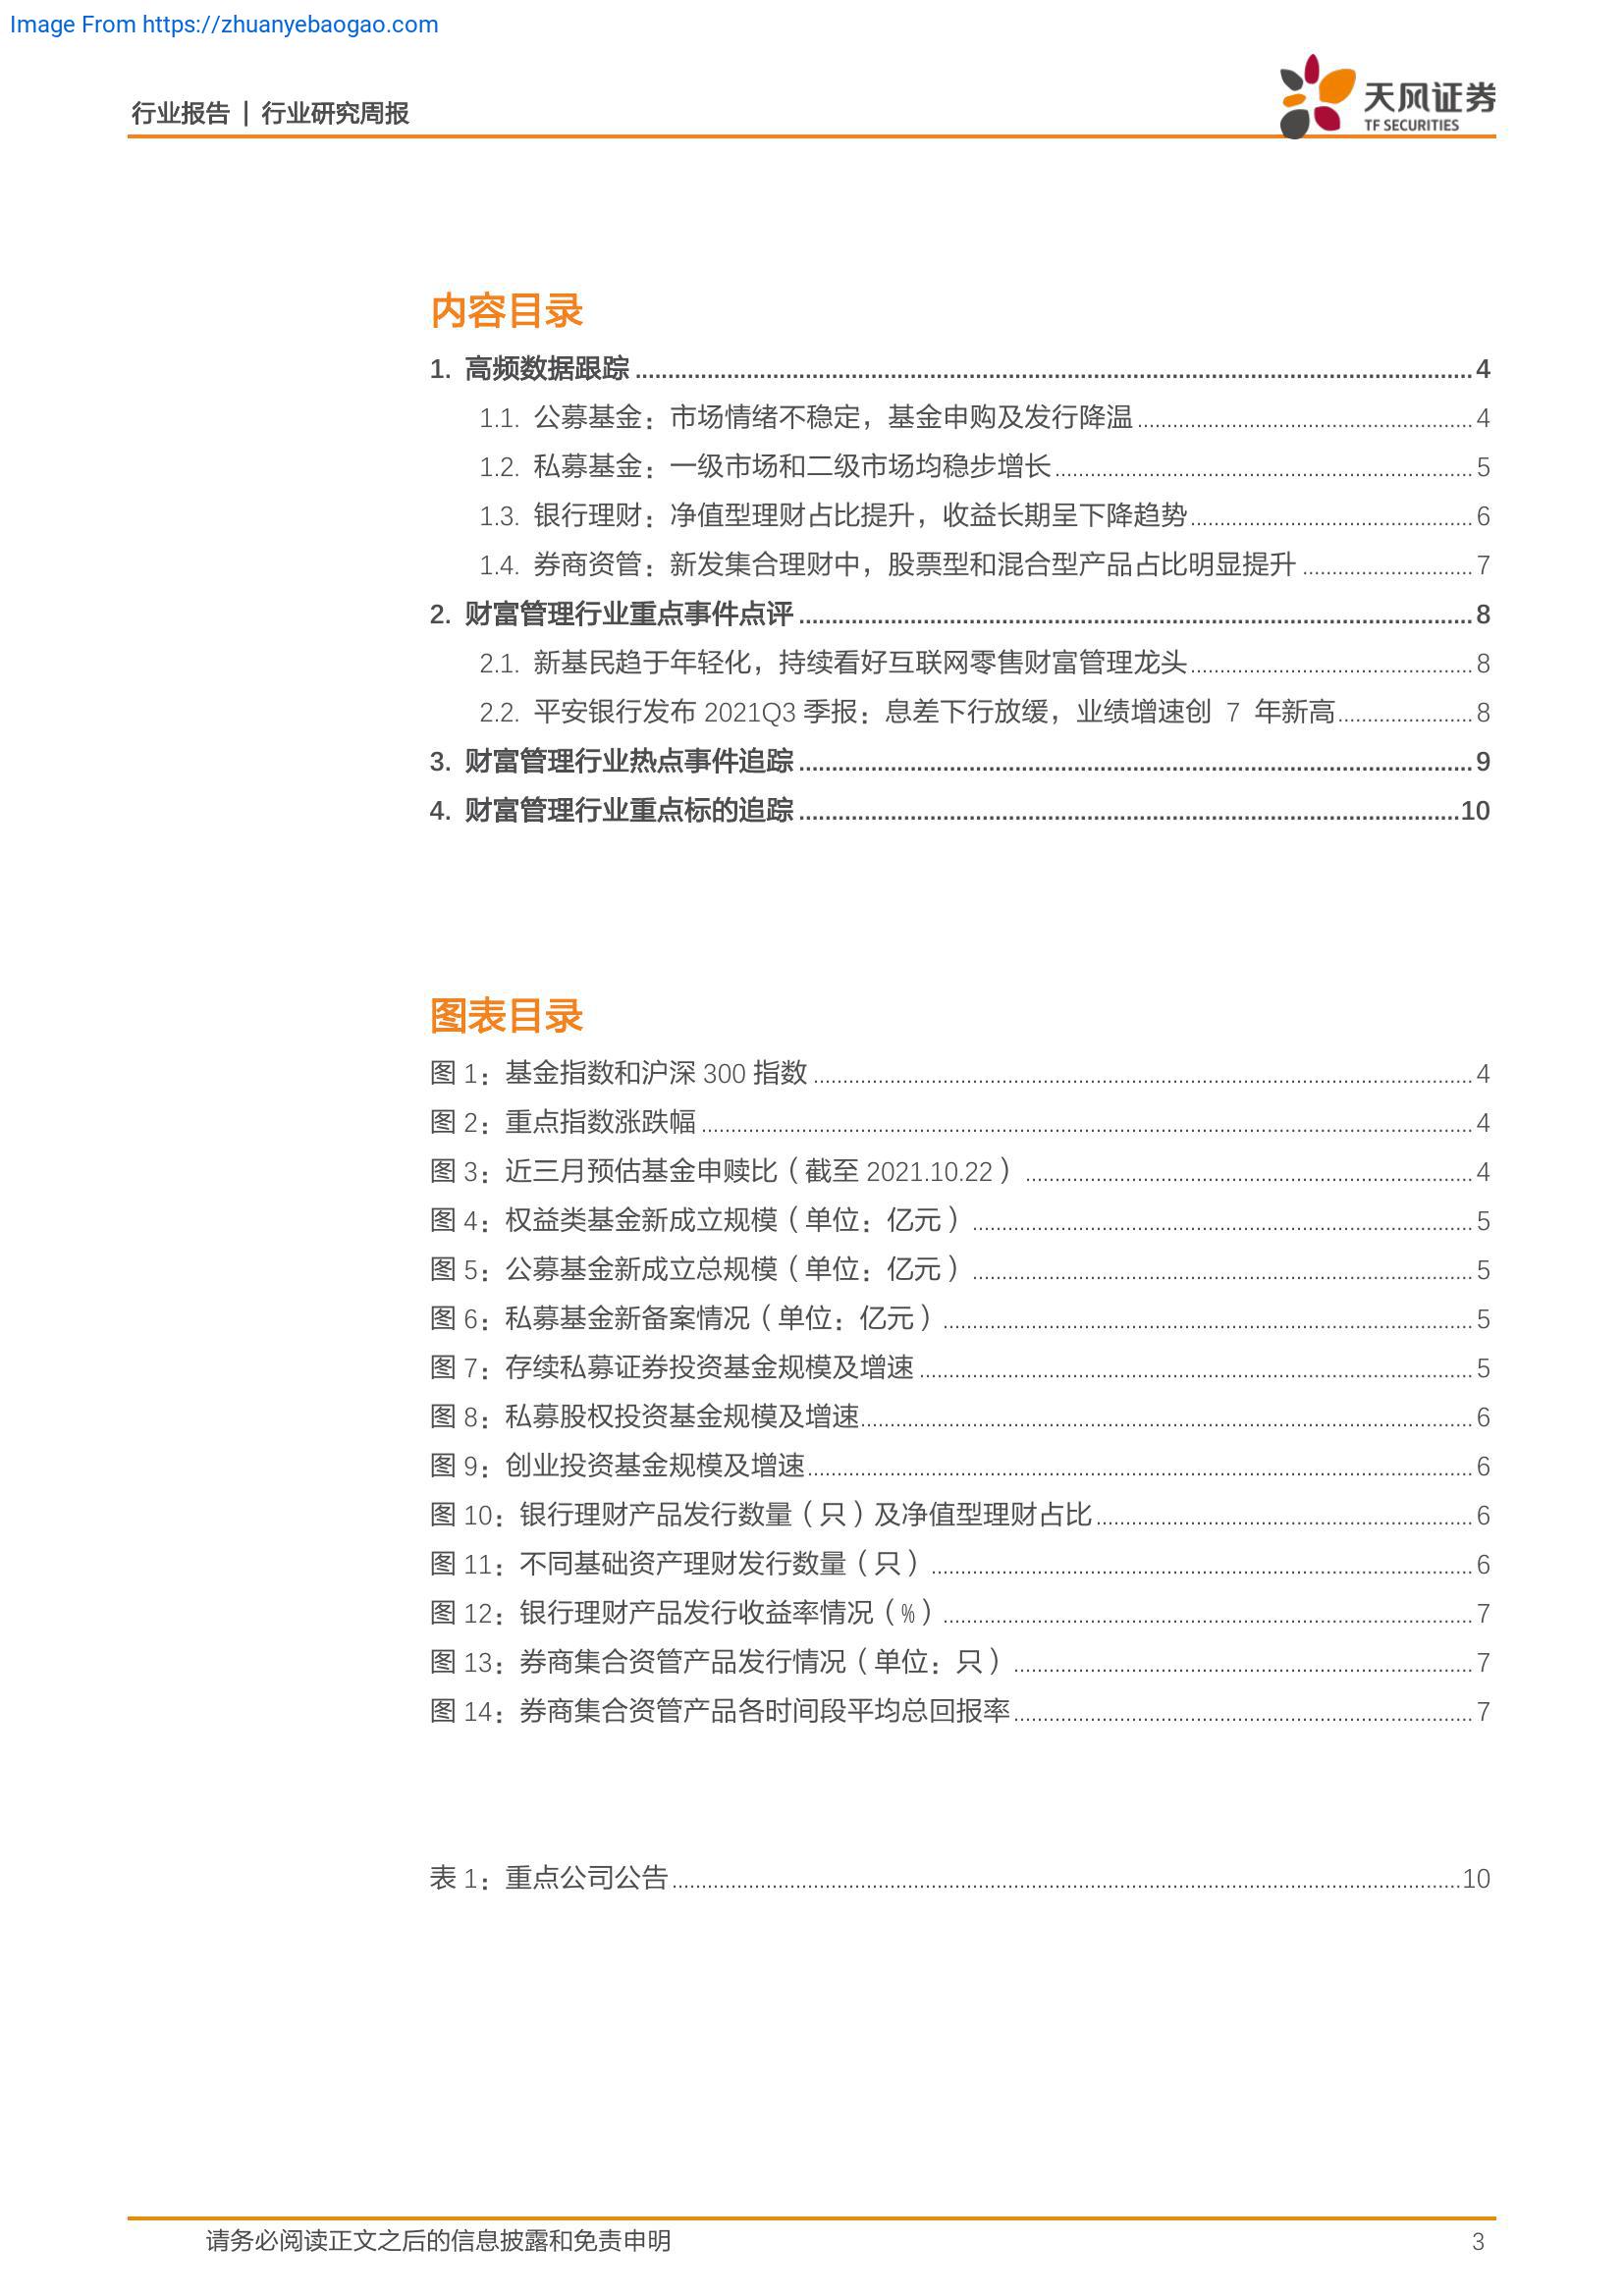 Image From https://zhuanyebaogao.com
行业报告 | 行业研究周报
天风证券
TF SECURITIES
内容目录
1. 高频数据跟踪 ........ 4
1.1. 公募基金：市场情绪不稳定，基金申购及发行降温 ........ 4
1.2. 私募基金：一级市场和二级市场均稳步增长 ........ 5
1.3. 银行理财：净值型理财占比提升，收益长期呈下降趋势 ........ 6
1.4. 券商资管：新发集合理财中，股票型和混合型产品占比明显提升 ........ 7
2. 财富管理行业重点事件点评 ........ 8
2.1. 新基民趋于年轻化，持续看好互联网零售财富管理龙头 ........ 8
2.2. 平安银行发布 2021Q3 季报：息差下行放缓，业绩增速创 7 年新高 ........ 8
3. 财富管理行业热点事件追踪 ........ 9
4. 财富管理行业重点标的追踪 ........ 10
图表目录
图 1：基金指数和沪深 300 指数 ........ 4
图 2：重点指数涨跌幅 ........ 4
图 3：近三月预估基金申赎比（截至 2021.10.22） ........ 4
图 4：权益类基金新成立规模（单位：亿元） ........ 5
图 5：公募基金新成立总规模（单位：亿元） ........ 5
图 6：私募基金新备案情况（单位：亿元） ........ 5
图 7：存续私募证券投资基金规模及增速 ........ 5
图 8：私募股权投资基金规模及增速 ........ 6
图 9：创业投资基金规模及增速 ........ 6
图 10：银行理财产品发行数量（只）及净值型理财占比 ........ 6
图 11：不同基础资产理财发行数量（只） ........ 6
图 12：银行理财产品发行收益率情况（%） ........ 7
图 13：券商集合资管产品发行情况（单位：只） ........ 7
图 14：券商集合资管产品各时间段平均总回报率 ........ 7
表 1：重点公司公告 ........ 10
请务必阅读正文之后的信息披露和免责申明 3